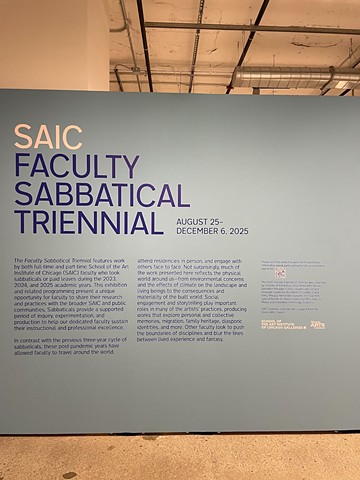 SAIC
FACULTY
SABBATICAL
TRIENNIAL
AUGUST 25–
DECEMBER 6, 2025
The Faculty Sabbatical Triennial features work
by both full-time and part-time School of the Art
Institute of Chicago (SAIC) faculty who took
sabbaticals or paid leaves during the 2023,
2024, and 2025 academic years. This exhibition
and related programming present a unique
opportunity for faculty to share their research
and practices with the broader SAIC and public
communities. Sabbaticals provide a supported
period of inquiry, experimentation, and
production to help our dedicated faculty sustain
their instructional and professional excellence.
In contrast with the previous three-year cycle of
sabbaticals, these post-pandemic years have
allowed faculty to travel around the world,
attend residencies in person, and engage with
others face to face. Not surprisingly, much of
the work presented here reflects the physical
world around us—from environmental concerns
and the effects of climate on the landscape and
living beings to the consequences and
materiality of the built world. Social
engagement and storytelling play important
roles in many of the artists' practices, producing
works that explore personal and collective
memories, migration, family heritage, diasporic
identities, and more. Other faculty look to push
the boundaries of disciplines and blur the lines
between lived experience and fantasy.
SCHOOL OF
THE ART INSTITUTE
OF CHICAGO GALLERIES